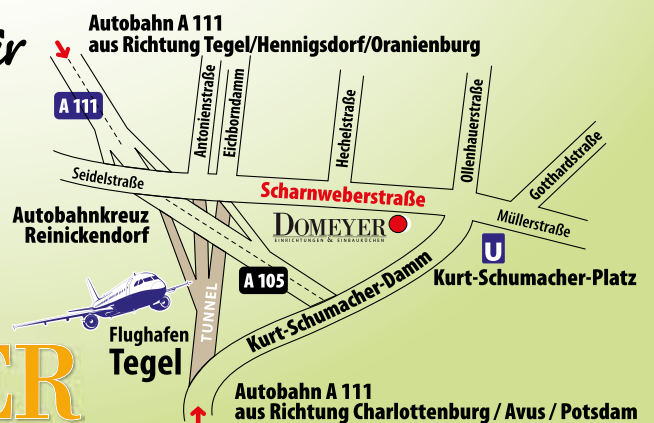 Autobahn A 111
aus Richtung Tegel/Hennigsdorf/Oranienburg
A 111
Antonienstraße
Eichborndamm
Hechelstraße
Ollenhauerstraße
Gotthardstraße
Seidelstraße
Scharnweberstraße
Müllerstraße
Autobahnkreuz
Reinickendorf
DOMEYER
EINRICHTUNGEN & EINBAUKÜCHEN
U
Kurt-Schumacher-Platz
A 105
Kurt-Schumacher-Damm
TUNNEL
Flughafen
Tegel
ER
Autobahn A 111
aus Richtung Charlottenburg / Avus / Potsdam